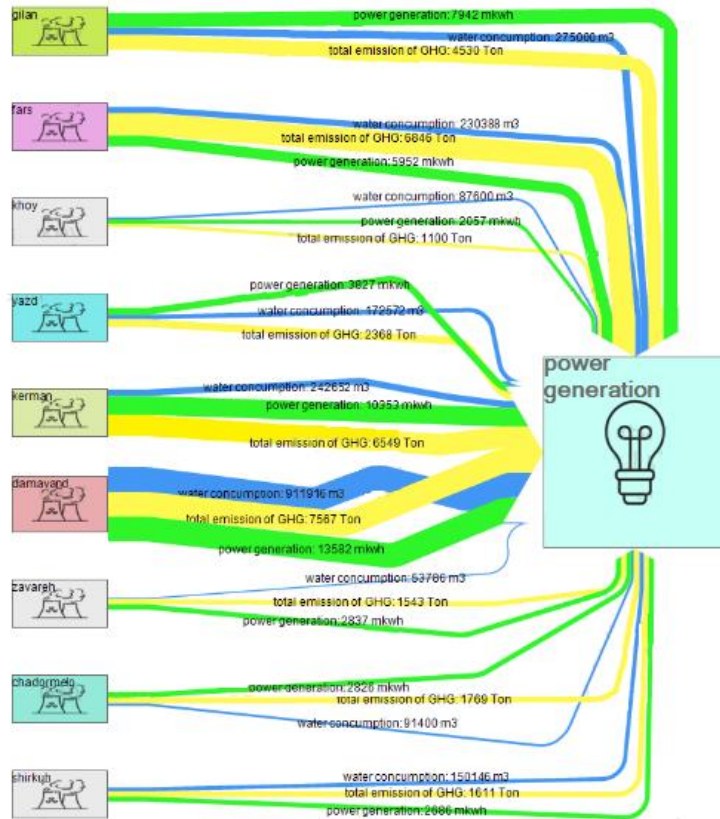 gilan
power generation: 7942 mkwh
water consumption: 275000 m3
total emission of GHG: 4530 Ton
fars
water concumption: 230388 m3
total emission of GHG: 6846 Ton
power generation: 5952 mkwh
khoy
water concumption: 87600 m3
power generation: 2057 mkwh
total emission of GHG: 1100 Ton
yazd
power generation: 3827 mkwh
water concumption: 172572 m3
total emission of GHG: 2368 Ton
power
generation
kerman
water concumption: 242652 m3
power generation: 10353 mkwh
total emission of GHG: 6549 Ton
damavand
water concumption: 911916 m3
total emission of GHG: 7567 Ton
power generation: 13582 mkwh
zavareh
water concumption: 53786 m3
total emission of GHG: 1543 Ton
power generation: 2837 mkwh
chadormelo
power generation: 2826 mkwh
total emission of GHG: 1769 Ton
water concumption: 91400 m3
shirkuh
water concumption: 150146 m3
total emission of GHG: 1611 Ton
power generation: 2686 mkwh